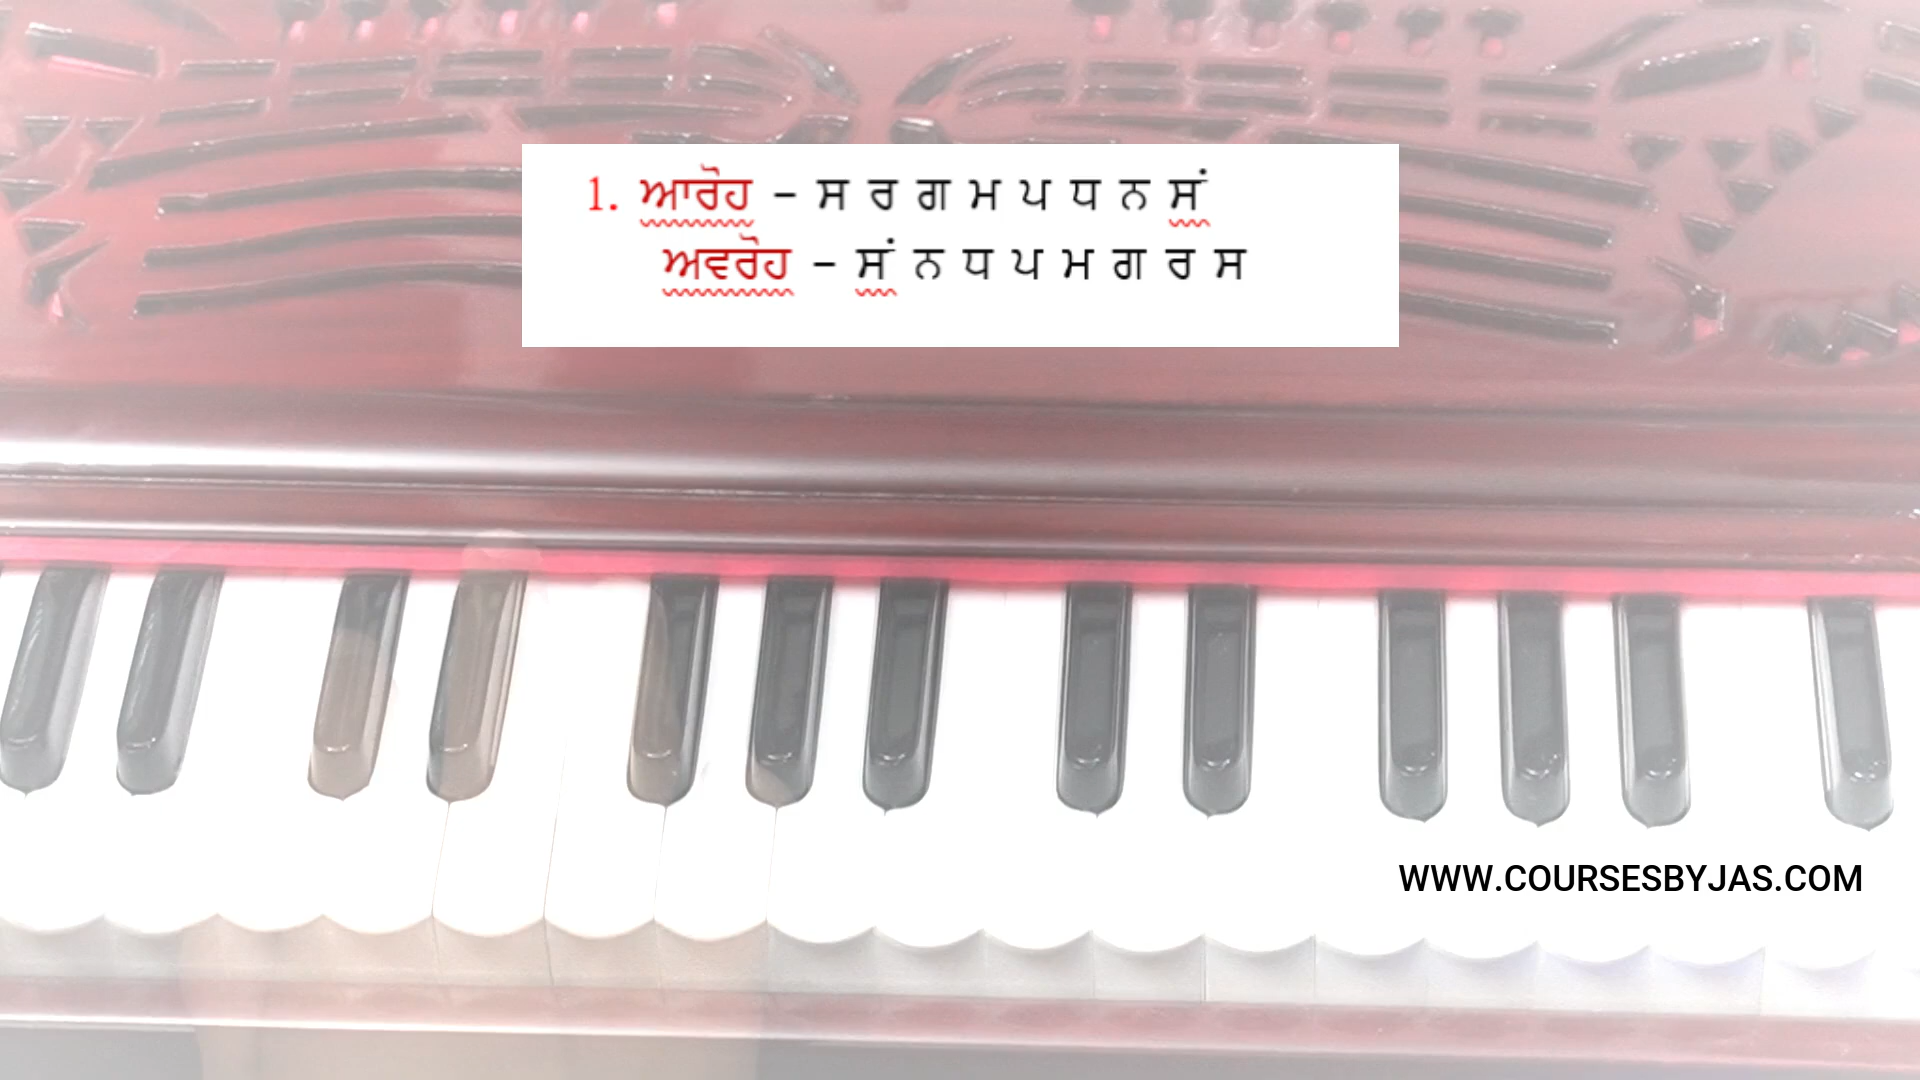 1. ਆਰੋਹ – ਸ ਰ ਗ ਮ ਪ ਧ ਨ ਸਂ
ਅਵਰੋਹ – ਸਂ ਨ ਧ ਪ ਮ ਗ ਰ ਸ
WWW.COURSESBYJAS.COM